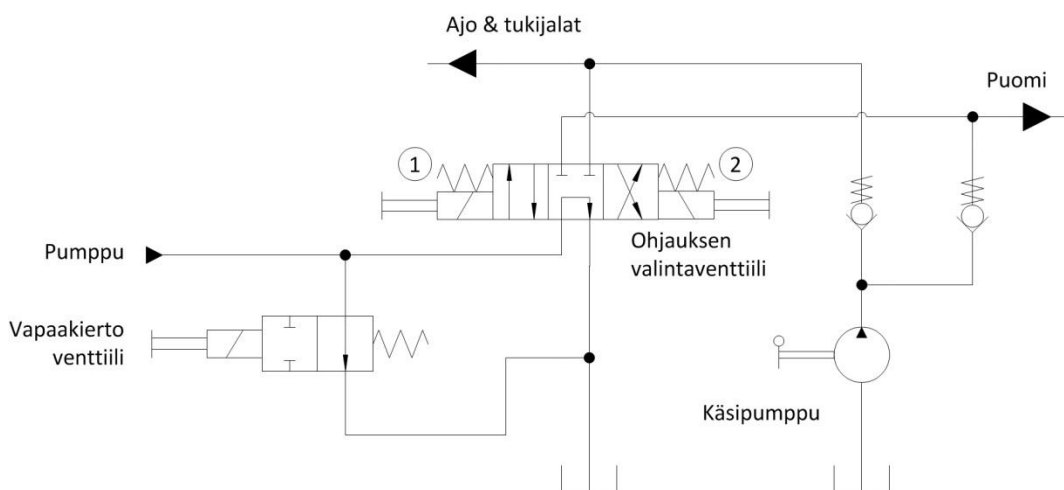 Ajo & tukijalat
Puomi
1
2
Ohjauksen
valintaventtiili
Pumppu
Vapaakierto
venttiili
Käsipumppu